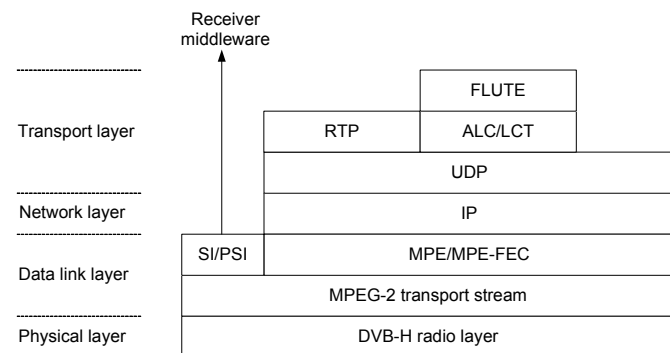 Receiver
middleware
FLUTE
Transport layer
RTP
ALC/LCT
UDP
Network layer
IP
SI/PSI
MPE/MPE-FEC
Data link layer
MPEG-2 transport stream
Physical layer
DVB-H radio layer